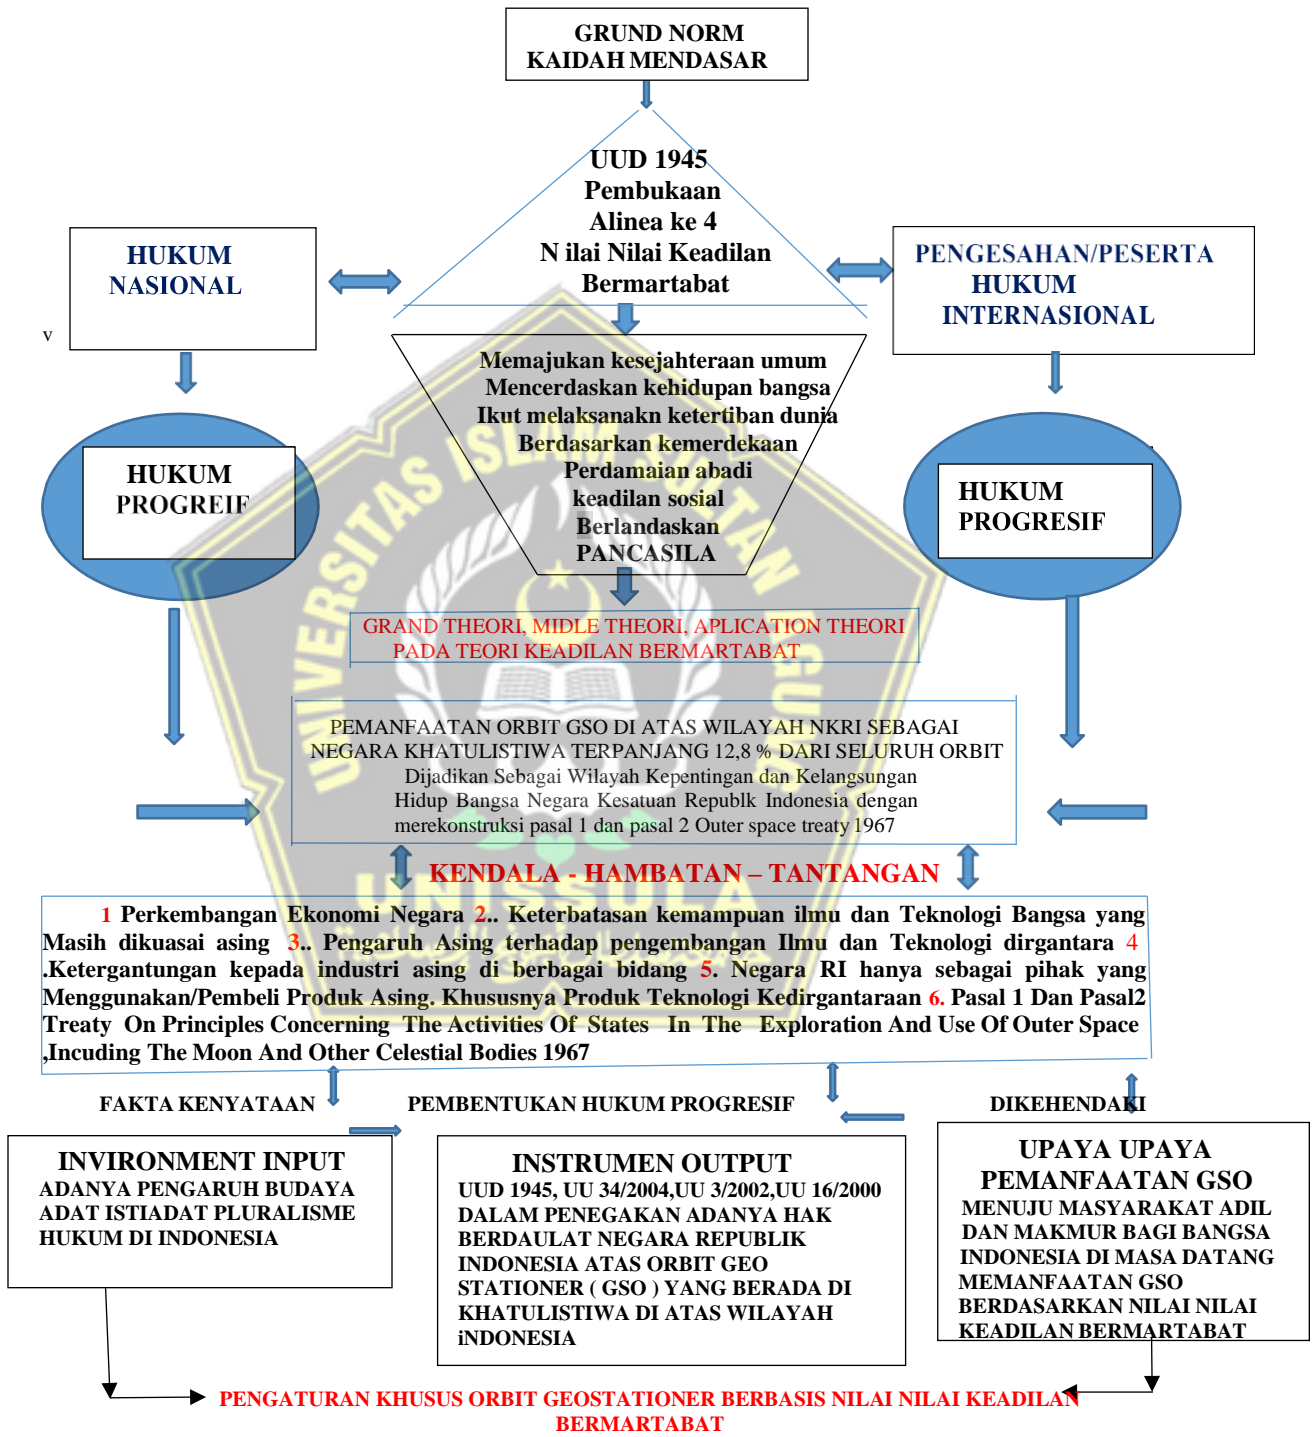 GRUND NORM
KAIDAH MENDASAR
UUD 1945
Pembukaan
Alinea ke 4
N ilai Nilai Keadilan
Bermartabat
HUKUM
NASIONAL
PENGESAHAN/PESERTA
HUKUM
INTERNASIONAL
v
Memajukan kesejahteraan umum
Mencerdaskan kehidupan bangsa
Ikut melaksanakn ketertiban dunia
Berdasarkan kemerdekaan
Perdamaian abadi
keadilan sosial
Berlandaskan
PANCASILA
HUKUM
PROGREIF
HUKUM
PROGRESIF
UNIVERSITAS ISLAM SULTAN AGUNG
GRAND THEORI, MIDLE THEORI, APLICATION THEORI
PADA TEORI KEADILAN BERMARTABAT
PEMANFAATAN ORBIT GSO DI ATAS WILAYAH NKRI SEBAGAI
NEGARA KHATULISTIWA TERPANJANG 12,8 % DARI SELURUH ORBIT
Dijadikan Sebagai Wilayah Kepentingan dan Kelangsungan
Hidup Bangsa Negara Kesatuan Republk Indonesia dengan
merekonstruksi pasal 1 dan pasal 2 Outer space treaty 1967
KENDALA - HAMBATAN – TANTANGAN
UNISSULA
1 Perkembangan Ekonomi Negara 2.. Keterbatasan kemampuan ilmu dan Teknologi Bangsa yang
Masih dikuasai asing 3.. Pengaruh Asing terhadap pengembangan Ilmu dan Teknologi dirgantara 4
.Ketergantungan kepada industri asing di berbagai bidang 5. Negara RI hanya sebagai pihak yang
Menggunakan/Pembeli Produk Asing. Khususnya Produk Teknologi Kedirgantaraan 6. Pasal 1 Dan Pasal2
Treaty On Principles Concerning The Activities Of States In The Exploration And Use Of Outer Space
,Incuding The Moon And Other Celestial Bodies 1967
FAKTA KENYATAAN
PEMBENTUKAN HUKUM PROGRESIF
DIKEHENDAKI
INVIRONMENT INPUT
ADANYA PENGARUH BUDAYA
ADAT ISTIADAT PLURALISME
HUKUM DI INDONESIA
INSTRUMEN OUTPUT
UUD 1945, UU 34/2004,UU 3/2002,UU 16/2000
DALAM PENEGAKAN ADANYA HAK
BERDAULAT NEGARA REPUBLIK
INDONESIA ATAS ORBIT GEO
STATIONER ( GSO ) YANG BERADA DI
KHATULISTIWA DI ATAS WILAYAH
iNDONESIA
UPAYA UPAYA
PEMANFAATAN GSO
MENUJU MASYARAKAT ADIL
DAN MAKMUR BAGI BANGSA
INDONESIA DI MASA DATANG
MEMANFAATAN GSO
BERDASARKAN NILAI NILAI
KEADILAN BERMARTABAT
PENGATURAN KHUSUS ORBIT GEOSTATIONER BERBASIS NILAI NILAI KEADILAN
BERMARTABAT